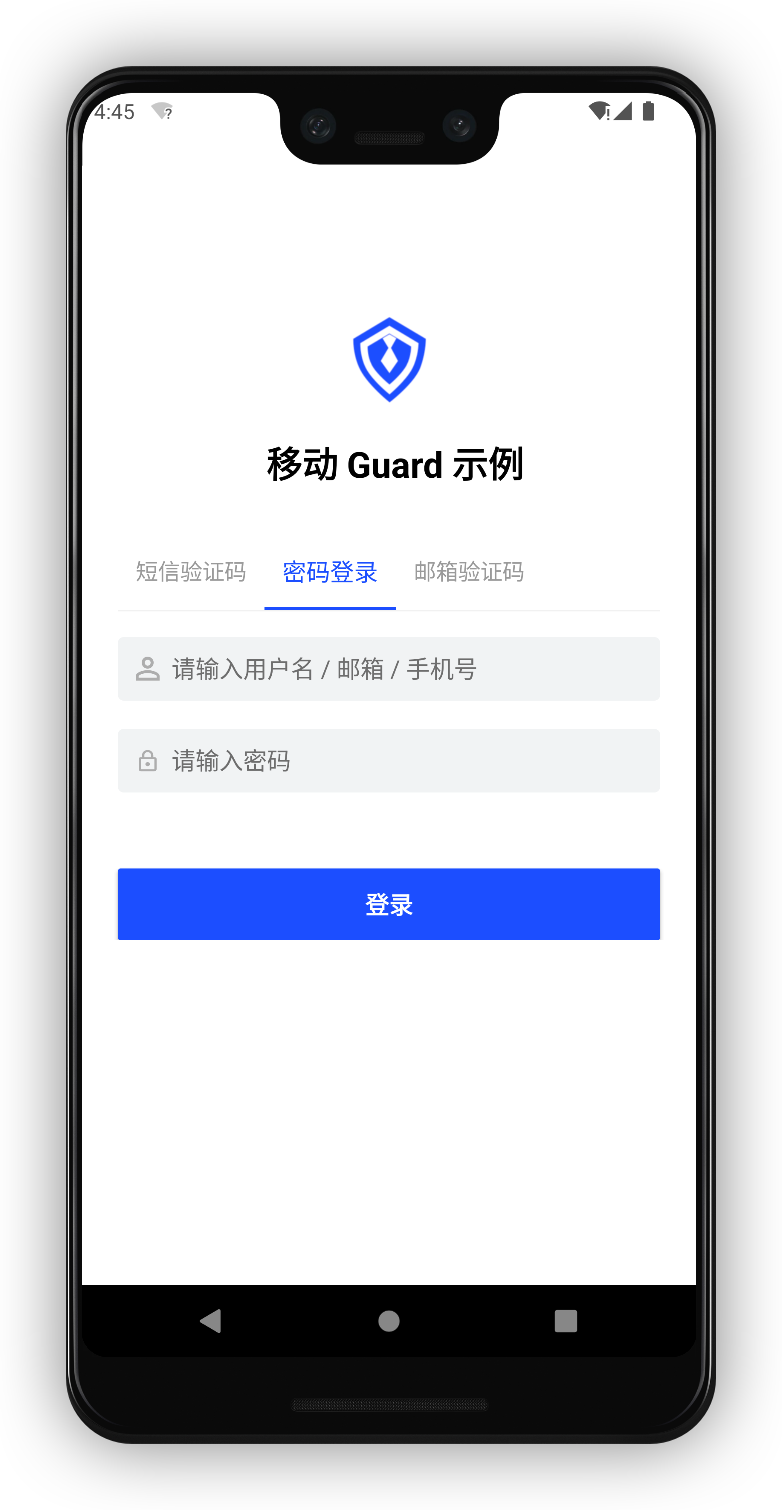 4:45
移动 Guard 示例
短信验证码 密码登录 邮箱验证码
请输入用户名 / 邮箱 / 手机号
请输入密码
登录